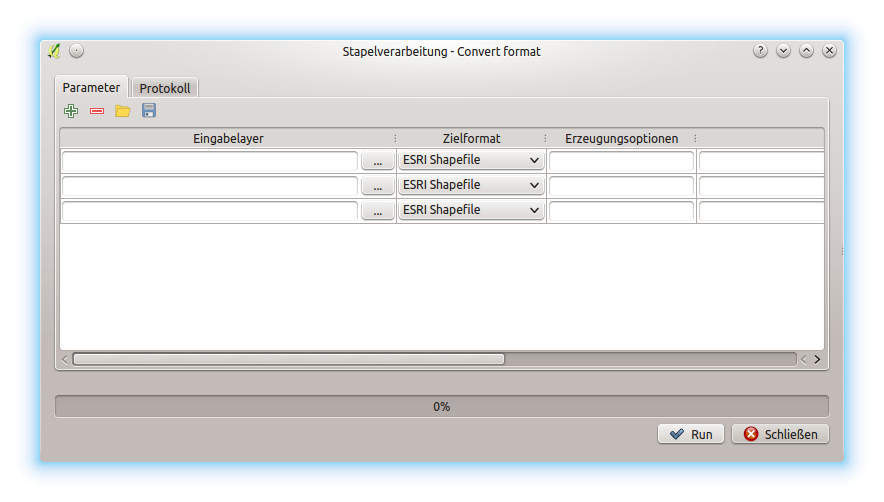 Stapelverarbeitung - Convert format
Parameter Protokoll
Eingabelayer Zielformat Erzeugungsoptionen
... ESRI Shapefile
... ESRI Shapefile
... ESRI Shapefile
0%
Run Schließen